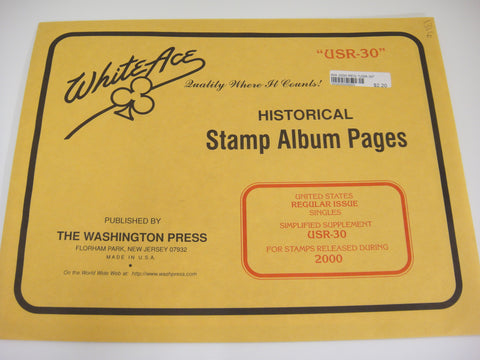 White Ace
"USR-30"
Quality Where It Counts!
$2.20
HISTORICAL
Stamp Album Pages
UNITED STATES
REGULAR ISSUE
SINGLES
SIMPLIFIED SUPPLEMENT
USR-30
FOR STAMPS RELEASED DURING
2000
PUBLISHED BY
THE WASHINGTON PRESS
FLORHAM PARK, NEW JERSEY 07932
MADE IN U.S.A.
On the World Wide Web at: http://www.washpress.com